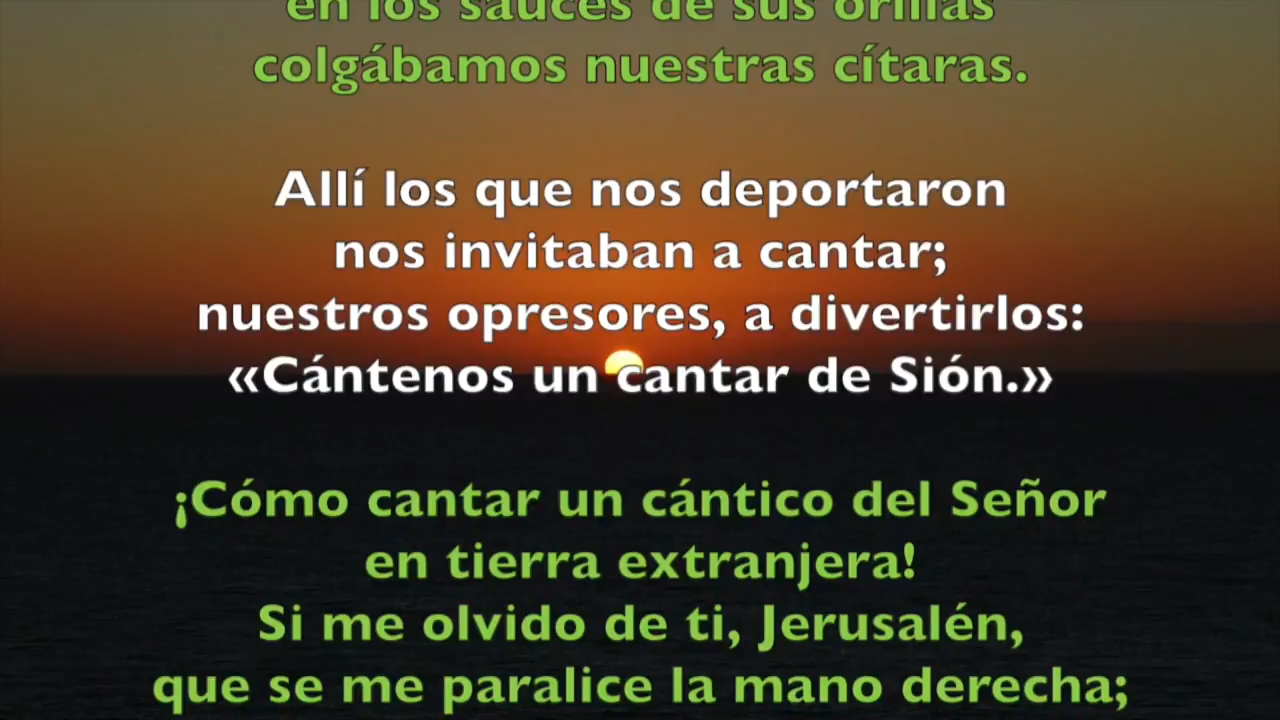 en los sauces de sus orillas
colgábamos nuestras cítaras.
Allí los que nos deportaron
nos invitaban a cantar;
nuestros opresores, a divertirlos:
«Cántenos un cantar de Sión.»
¡Cómo cantar un cántico del Señor
en tierra extranjera!
Si me olvido de ti, Jerusalén,
que se me paralice la mano derecha;